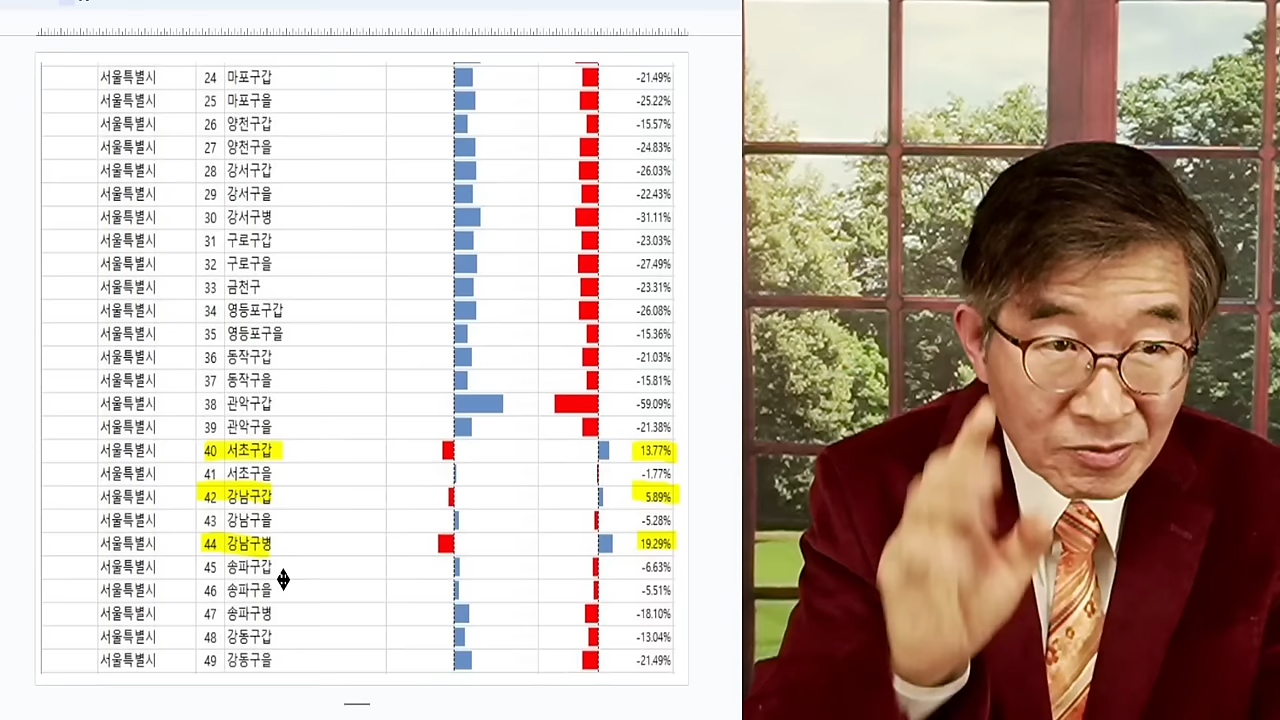 서울특별시 24 마포구갑 -21.49%
서울특별시 25 마포구을 -25.22%
서울특별시 26 양천구갑 -15.57%
서울특별시 27 양천구을 -24.83%
서울특별시 28 강서구갑 -26.03%
서울특별시 29 강서구을 -22.43%
서울특별시 30 강서구병 -31.11%
서울특별시 31 구로구갑 -23.03%
서울특별시 32 구로구을 -27.49%
서울특별시 33 금천구 -23.31%
서울특별시 34 영등포구갑 -26.08%
서울특별시 35 영등포구을 -15.36%
서울특별시 36 동작구갑 -21.03%
서울특별시 37 동작구을 -15.81%
서울특별시 38 관악구갑 -59.09%
서울특별시 39 관악구을 -21.38%
서울특별시 40 서초구갑 13.77%
서울특별시 41 서초구을 -1.77%
서울특별시 42 강남구갑 5.89%
서울특별시 43 강남구을 -5.28%
서울특별시 44 강남구병 19.29%
서울특별시 45 송파구갑 -6.63%
서울특별시 46 송파구을 -5.51%
서울특별시 47 송파구병 -18.10%
서울특별시 48 강동구갑 -13.04%
서울특별시 49 강동구을 -21.49%